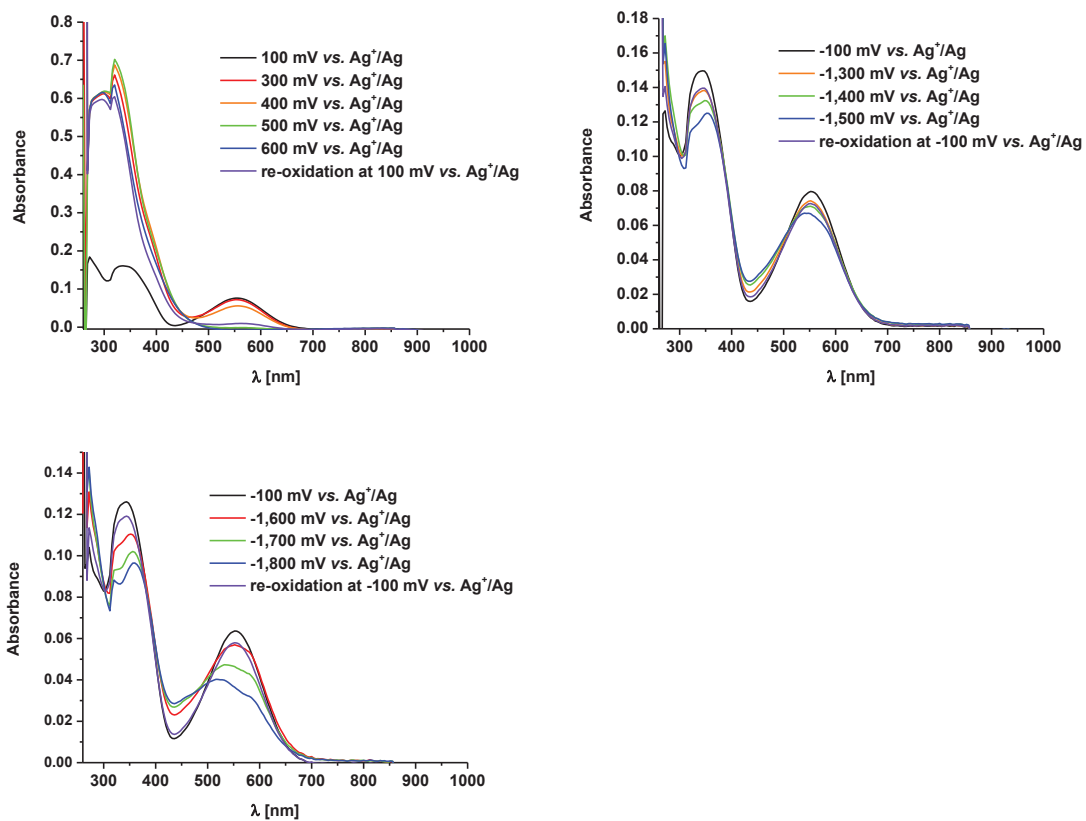 0.8
0.7
0.6
0.5
0.4
0.3
0.2
0.1
0.0
Absorbance
300 400 500 600 700 800 900 1000
λ [nm]
100 mV vs. Ag⁺/Ag
300 mV vs. Ag⁺/Ag
400 mV vs. Ag⁺/Ag
500 mV vs. Ag⁺/Ag
600 mV vs. Ag⁺/Ag
re-oxidation at 100 mV vs. Ag⁺/Ag
0.18
0.16
0.14
0.12
0.10
0.08
0.06
0.04
0.02
0.00
Absorbance
300 400 500 600 700 800 900 1000
λ [nm]
-100 mV vs. Ag⁺/Ag
-1,300 mV vs. Ag⁺/Ag
-1,400 mV vs. Ag⁺/Ag
-1,500 mV vs. Ag⁺/Ag
re-oxidation at -100 mV vs. Ag⁺/Ag
0.14
0.12
0.10
0.08
0.06
0.04
0.02
0.00
Absorbance
300 400 500 600 700 800 900 1000
λ [nm]
-100 mV vs. Ag⁺/Ag
-1,600 mV vs. Ag⁺/Ag
-1,700 mV vs. Ag⁺/Ag
-1,800 mV vs. Ag⁺/Ag
re-oxidation at -100 mV vs. Ag⁺/Ag